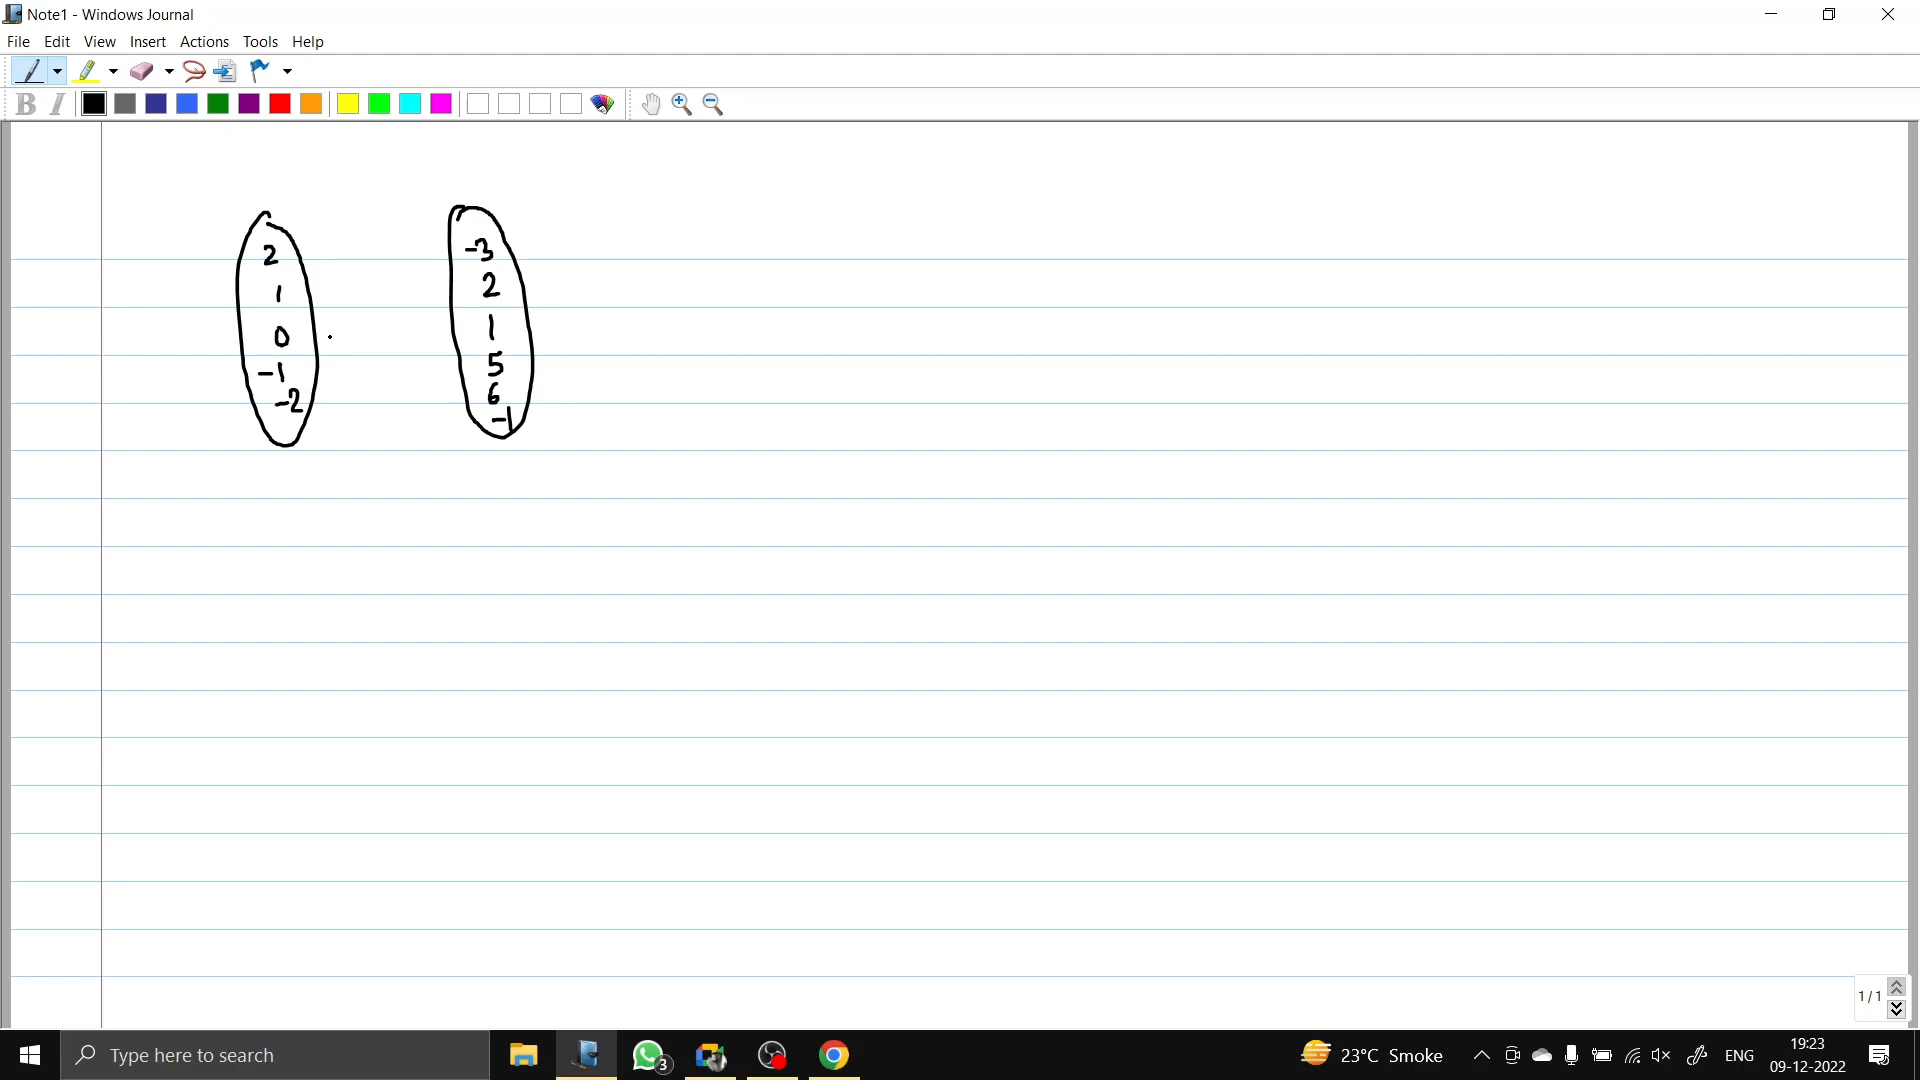 Note1 - Windows Journal
File Edit View Insert Actions Tools Help
B I
2 -3
1 2
0 1
-1 5
-2 6
-1
1 / 1
Type here to search
3
23°C Smoke
ENG
19:23
09-12-2022